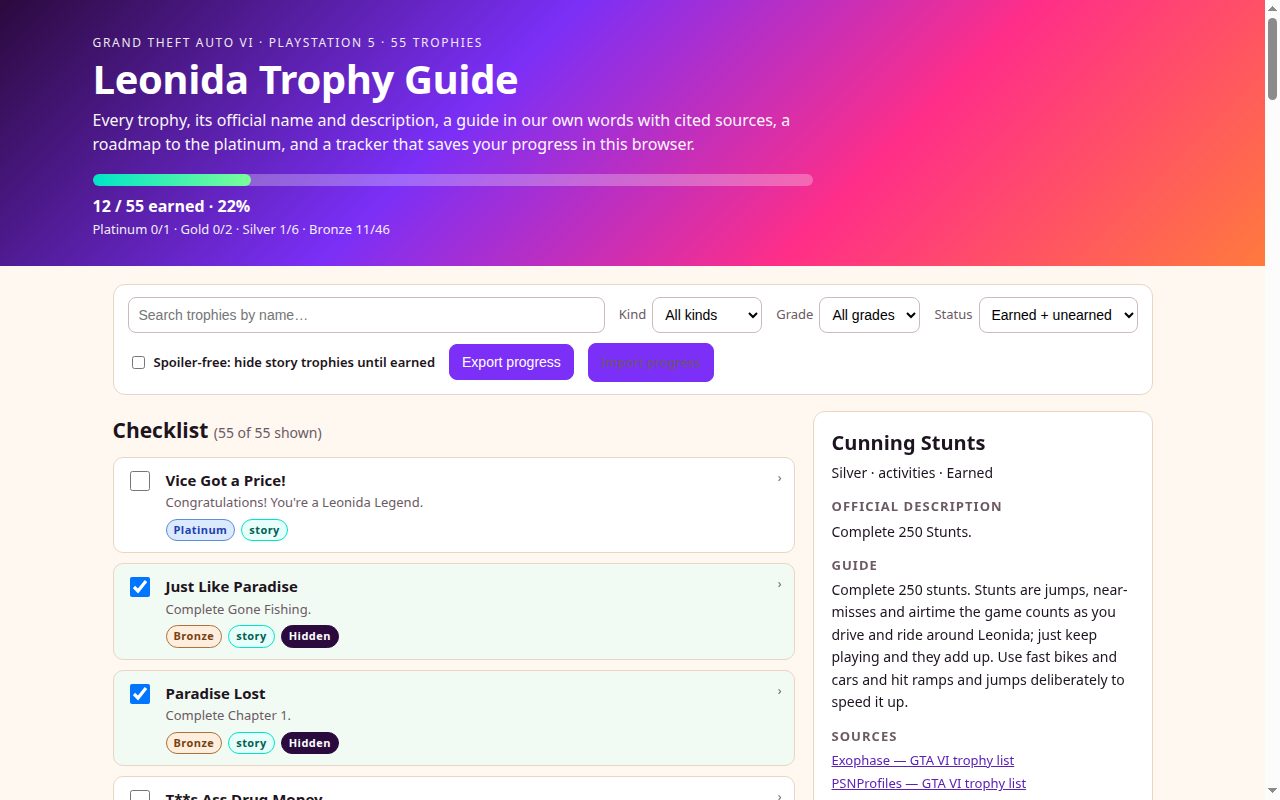 GRAND THEFT AUTO VI · PLAYSTATION 5 · 55 TROPHIES
Leonida Trophy Guide
Every trophy, its official name and description, a guide in our own words with cited sources, a
roadmap to the platinum, and a tracker that saves your progress in this browser.
12 / 55 earned · 22%
Platinum 0/1 · Gold 0/2 · Silver 1/6 · Bronze 11/46
Search trophies by name…
Kind
All kinds
Grade
All grades
Status
Earned + unearned
Spoiler-free: hide story trophies until earned
Export progress
Import progress
Checklist (55 of 55 shown)
Vice Got a Price!
Congratulations! You're a Leonida Legend.
Platinum
story
Just Like Paradise
Complete Gone Fishing.
Bronze
story
Hidden
Paradise Lost
Complete Chapter 1.
Bronze
story
Hidden
T**s Ass Drug Money
Cunning Stunts
Silver · activities · Earned
OFFICIAL DESCRIPTION
Complete 250 Stunts.
GUIDE
Complete 250 stunts. Stunts are jumps, near-
misses and airtime the game counts as you
drive and ride around Leonida; just keep
playing and they add up. Use fast bikes and
cars and hit ramps and jumps deliberately to
speed it up.
SOURCES
Exophase — GTA VI trophy list
PSNProfiles — GTA VI trophy list